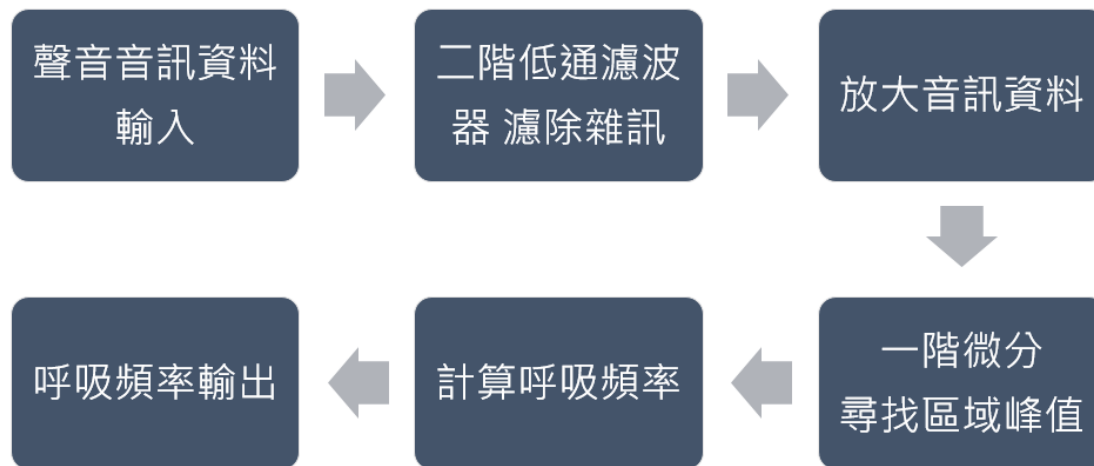 聲音音訊資料
輸入
二階低通濾波
器 濾除雜訊
放大音訊資料
一階微分
尋找區域峰值
計算呼吸頻率
呼吸頻率輸出